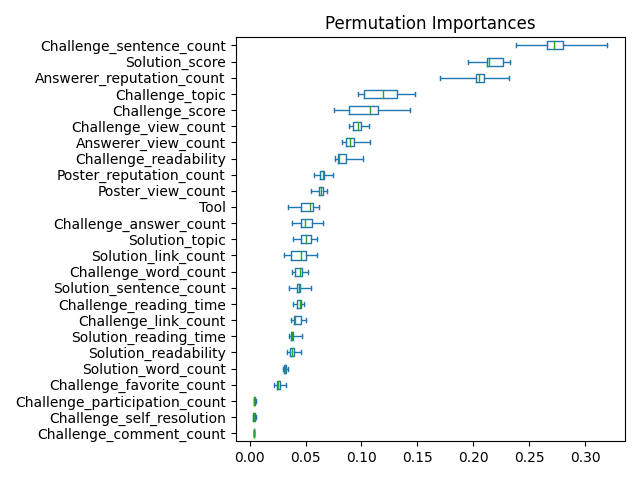 Permutation Importances
Challenge_sentence_count
Solution_score
Answerer_reputation_count
Challenge_topic
Challenge_score
Challenge_view_count
Answerer_view_count
Challenge_readability
Poster_reputation_count
Poster_view_count
Tool
Challenge_answer_count
Solution_topic
Solution_link_count
Challenge_word_count
Solution_sentence_count
Challenge_reading_time
Challenge_link_count
Solution_reading_time
Solution_readability
Solution_word_count
Challenge_favorite_count
Challenge_participation_count
Challenge_self_resolution
Challenge_comment_count
0.00 0.05 0.10 0.15 0.20 0.25 0.30